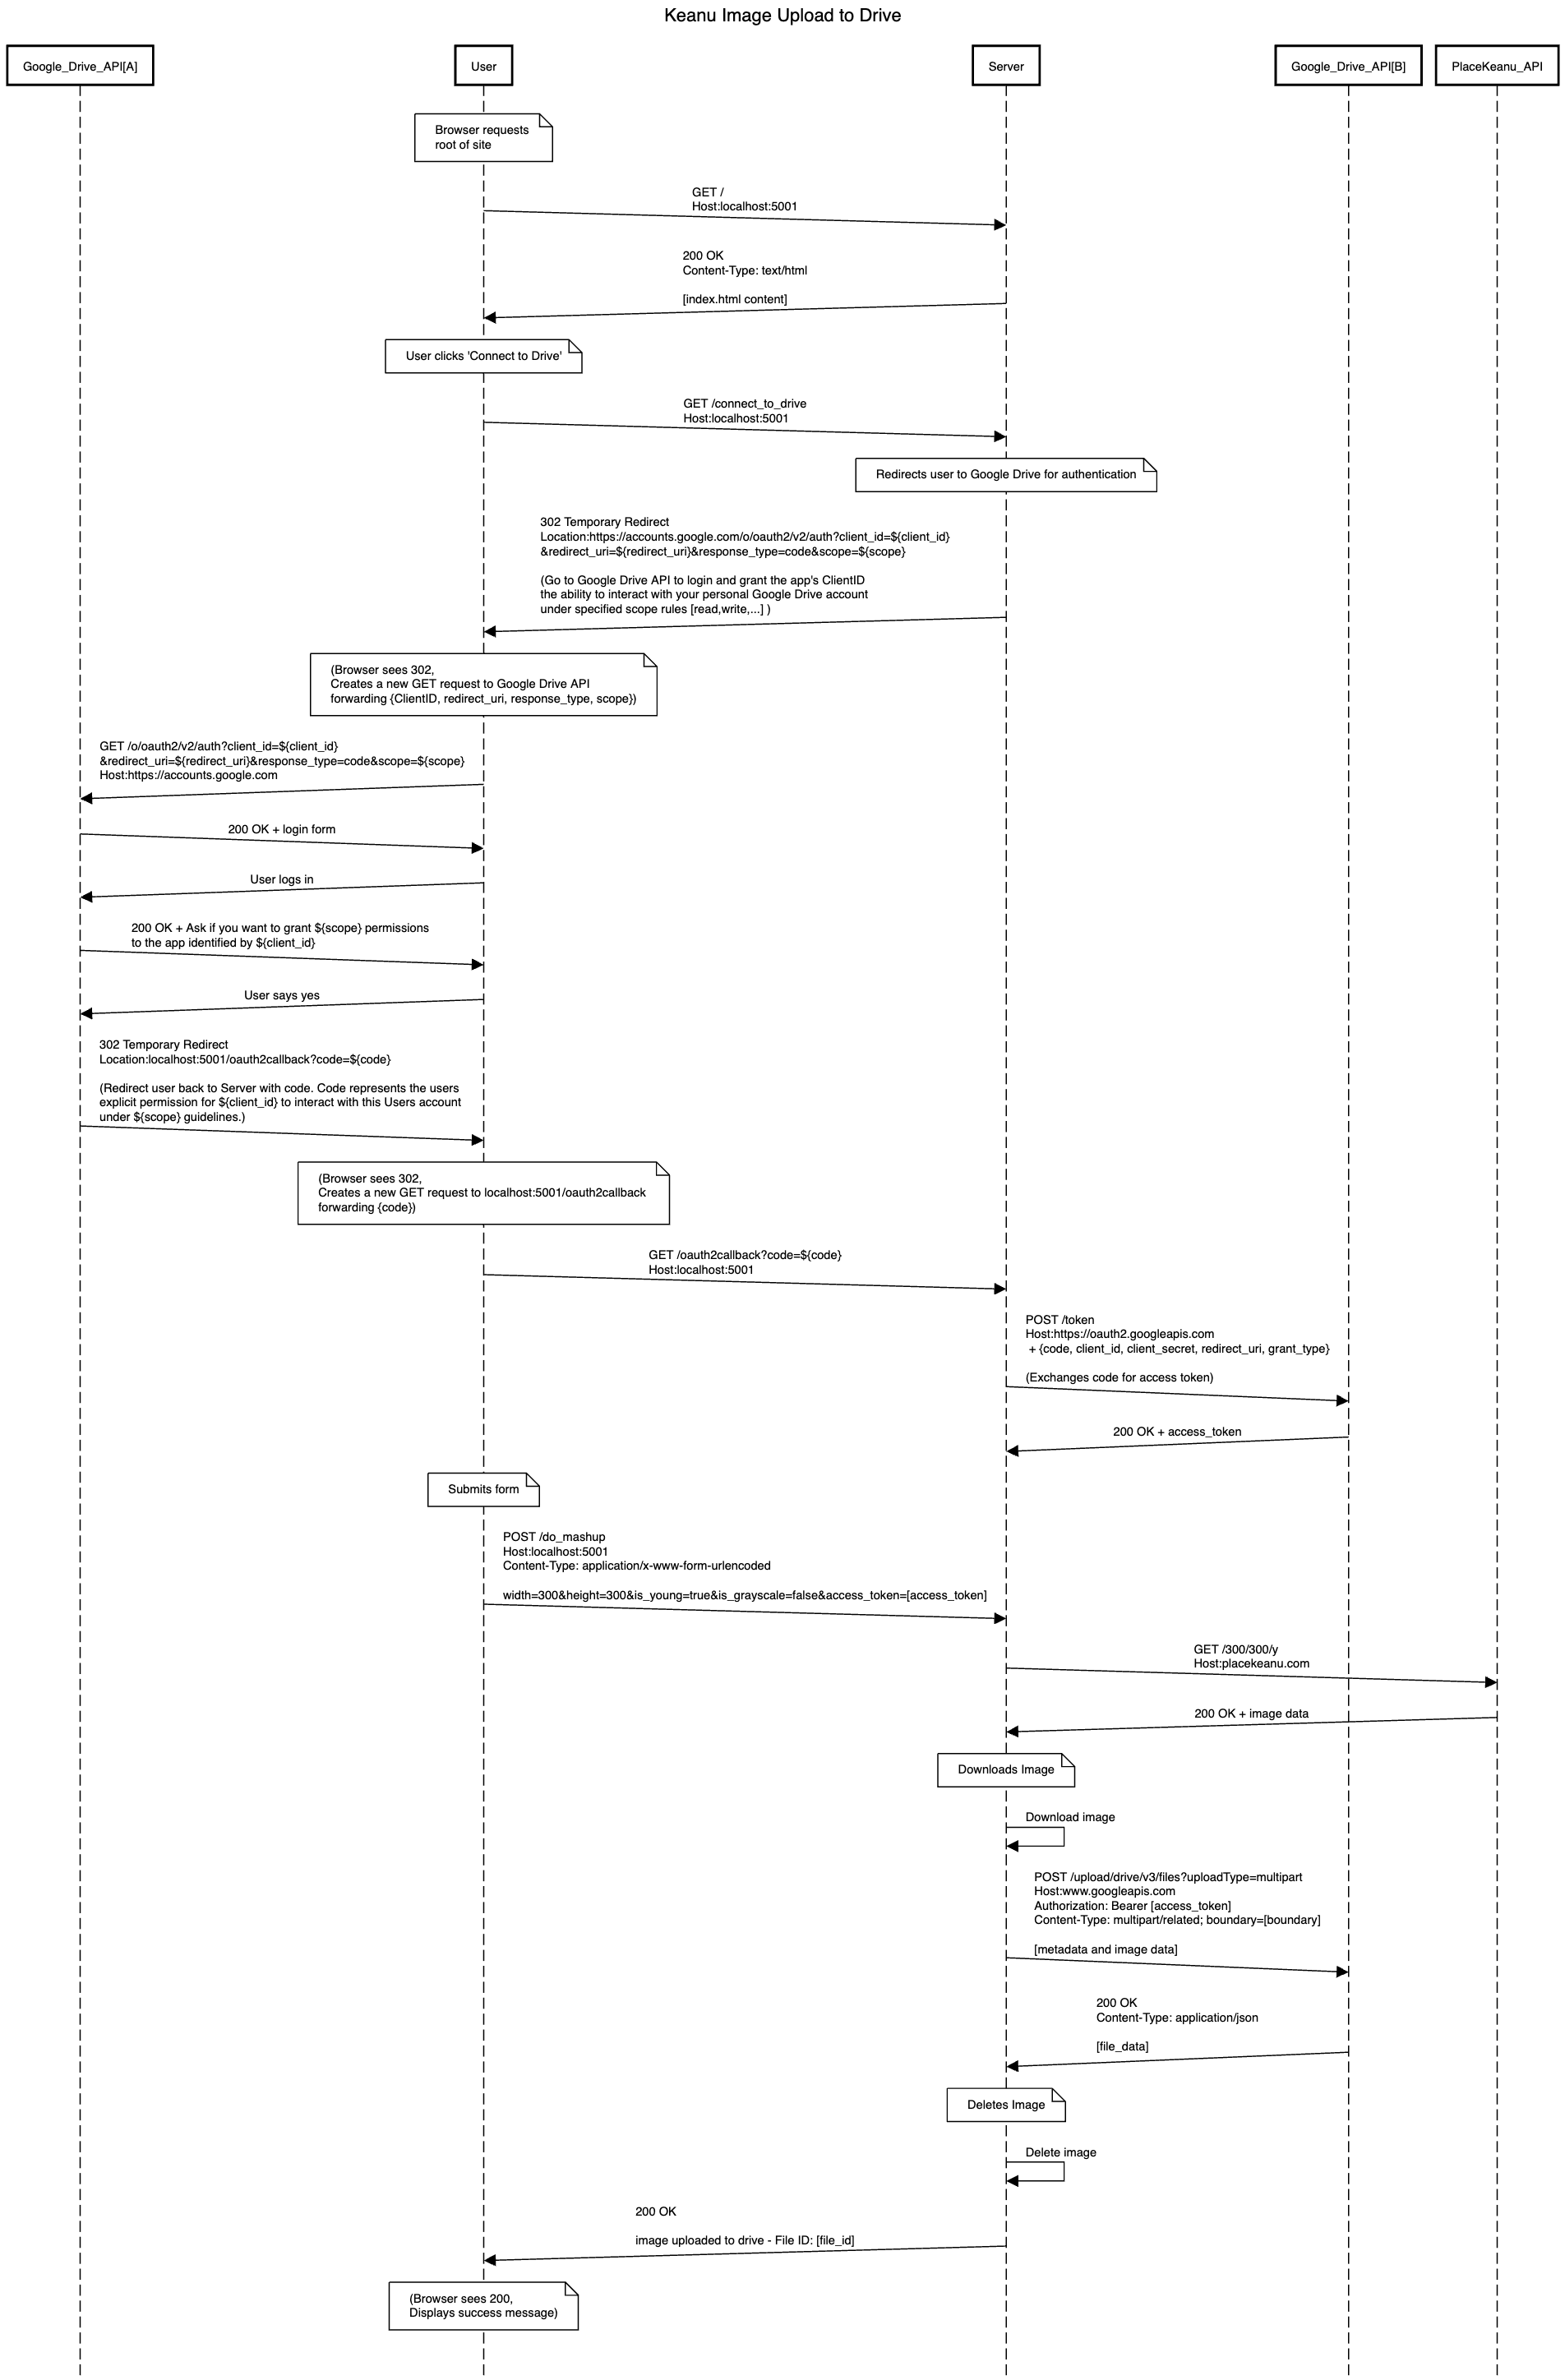 Keanu Image Upload to Drive
Google_Drive_API[A]
User
Server
Google_Drive_API[B]
PlaceKeanu_API
Browser requests
root of site
GET /
Host:localhost:5001
200 OK
Content-Type: text/html
[index.html content]
User clicks 'Connect to Drive'
GET /connect_to_drive
Host:localhost:5001
Redirects user to Google Drive for authentication
302 Temporary Redirect
Location:https://accounts.google.com/o/oauth2/v2/auth?client_id=${client_id}
&redirect_uri=${redirect_uri}&response_type=code&scope=${scope}
(Go to Google Drive API to login and grant the app's ClientID
the ability to interact with your personal Google Drive account
under specified scope rules [read,write,...] )
(Browser sees 302,
Creates a new GET request to Google Drive API
forwarding {ClientID, redirect_uri, response_type, scope})
GET /o/oauth2/v2/auth?client_id=${client_id}
&redirect_uri=${redirect_uri}&response_type=code&scope=${scope}
Host:https://accounts.google.com
200 OK + login form
User logs in
200 OK + Ask if you want to grant ${scope} permissions
to the app identified by ${client_id}
User says yes
302 Temporary Redirect
Location:localhost:5001/oauth2callback?code=${code}
(Redirect user back to Server with code. Code represents the users
explicit permission for ${client_id} to interact with this Users account
under ${scope} guidelines.)
(Browser sees 302,
Creates a new GET request to localhost:5001/oauth2callback
forwarding {code})
GET /oauth2callback?code=${code}
Host:localhost:5001
POST /token
Host:https://oauth2.googleapis.com
+ {code, client_id, client_secret, redirect_uri, grant_type}
(Exchanges code for access token)
200 OK + access_token
Submits form
POST /do_mashup
Host:localhost:5001
Content-Type: application/x-www-form-urlencoded
width=300&height=300&is_young=true&is_grayscale=false&access_token=[access_token]
GET /300/300/y
Host:placekeanu.com
200 OK + image data
Downloads Image
Download image
POST /upload/drive/v3/files?uploadType=multipart
Host:www.googleapis.com
Authorization: Bearer [access_token]
Content-Type: multipart/related; boundary=[boundary]
[metadata and image data]
200 OK
Content-Type: application/json
[file_data]
Deletes Image
Delete image
200 OK
image uploaded to drive - File ID: [file_id]
(Browser sees 200,
Displays success message)